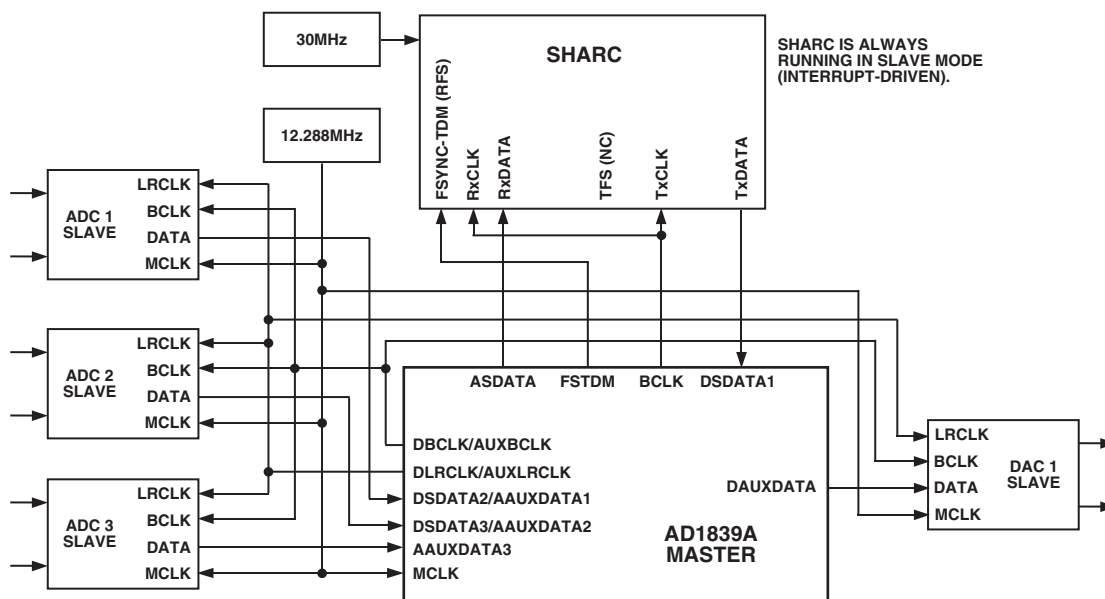 30MHz
SHARC
SHARC IS ALWAYS
RUNNING IN SLAVE MODE
(INTERRUPT-DRIVEN).
12.288MHz
FSYNC-TDM (RFS)
RxCLK
RxDATA
TFS (NC)
TxCLK
TxDATA
ADC 1
SLAVE
LRCLK
BCLK
DATA
MCLK
ADC 2
SLAVE
LRCLK
BCLK
DATA
MCLK
ADC 3
SLAVE
LRCLK
BCLK
DATA
MCLK
ASDATA FSTDM BCLK DSDATA1
DBCLK/AUXBCLK
DLRCLK/AUXLRCLK
DSDATA2/AAUXDATA1
DSDATA3/AAUXDATA2
AAUXDATA3
MCLK
DAUXDATA
AD1839A
MASTER
LRCLK
BCLK
DATA
MCLK
DAC 1
SLAVE